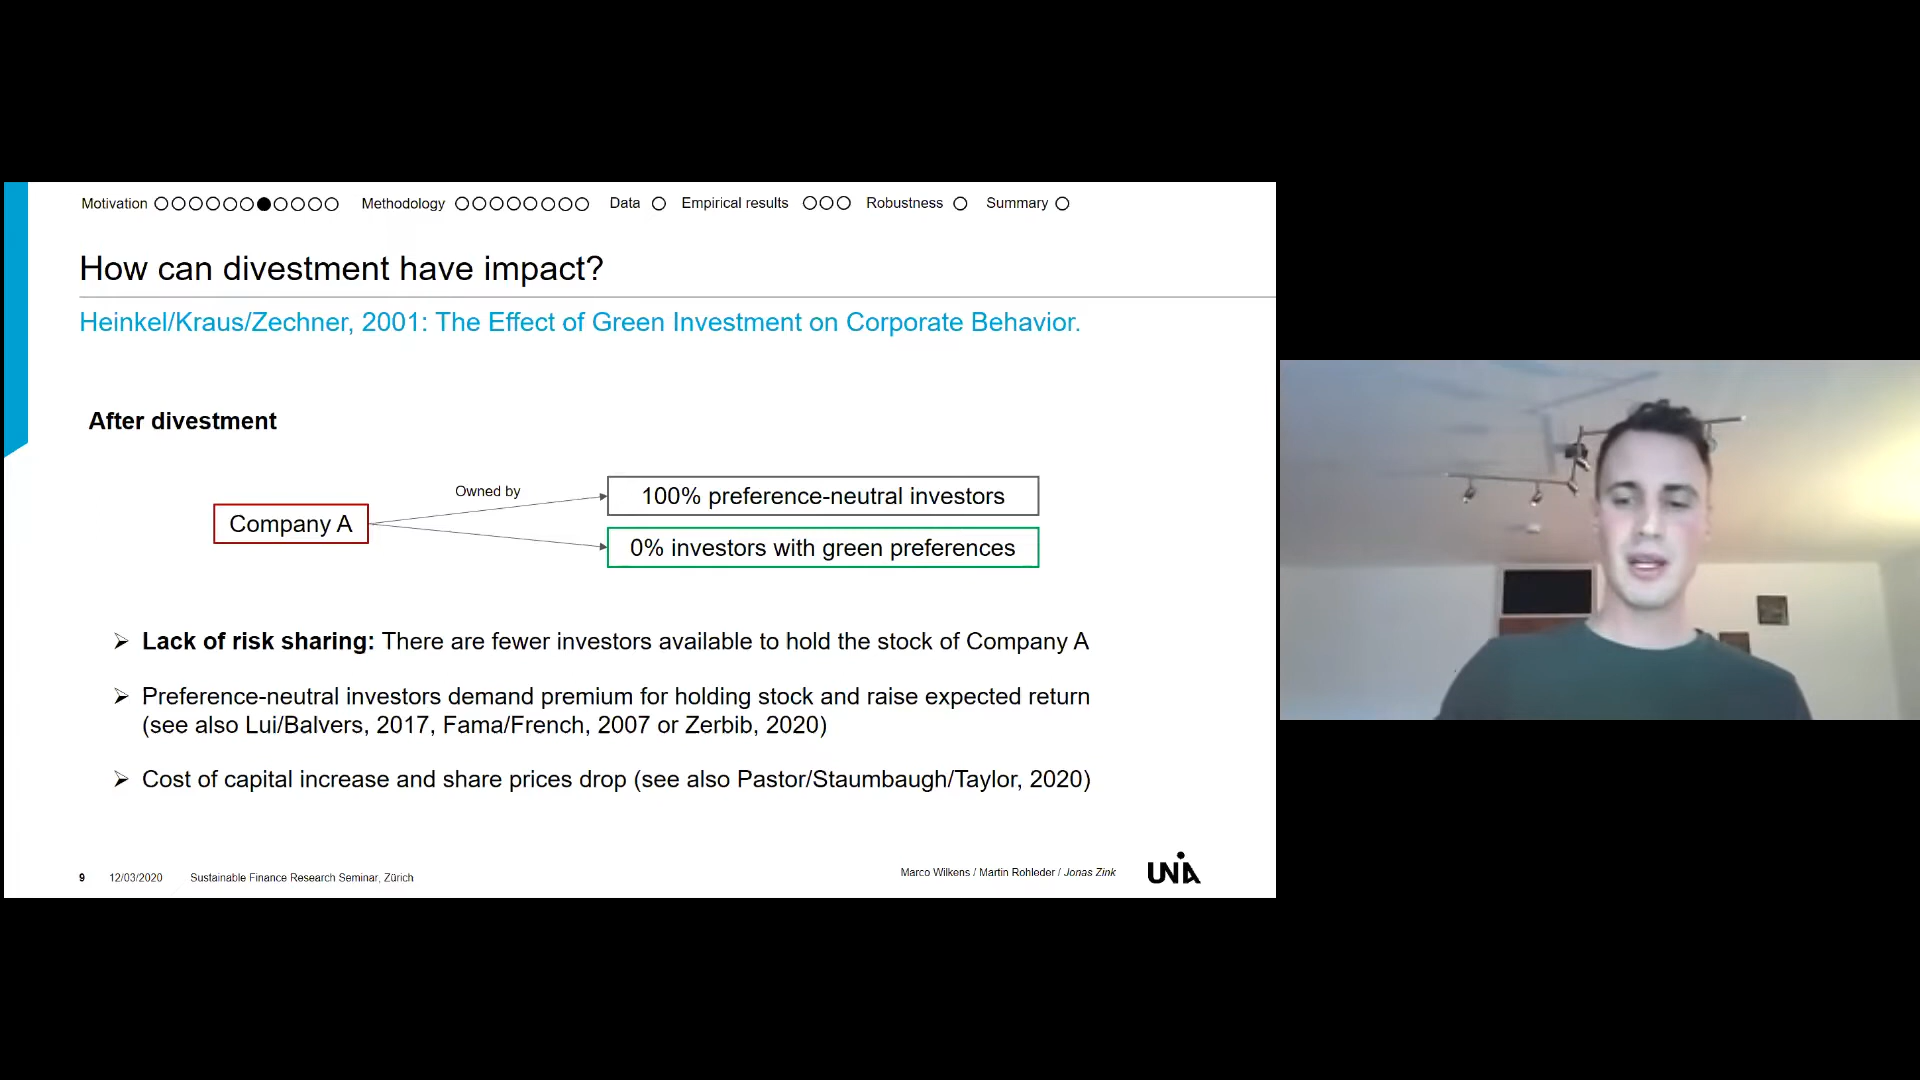 Motivation Methodology Data Empirical results Robustness Summary
How can divestment have impact?
Heinkel/Kraus/Zechner, 2001: The Effect of Green Investment on Corporate Behavior.
After divestment
Owned by
100% preference-neutral investors
Company A
0% investors with green preferences
➢ Lack of risk sharing: There are fewer investors available to hold the stock of Company A
➢ Preference-neutral investors demand premium for holding stock and raise expected return
(see also Lui/Balvers, 2017, Fama/French, 2007 or Zerbib, 2020)
➢ Cost of capital increase and share prices drop (see also Pastor/Staumbaugh/Taylor, 2020)
9 12/03/2020 Sustainable Finance Research Seminar, Zürich
Marco Wilkens / Martin Rohleder / Jonas Zink
UNIA